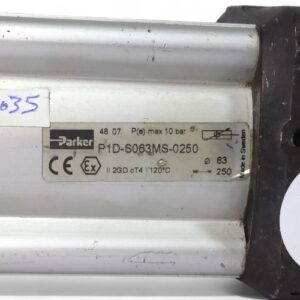 035
48 07 P(e) max 10 bar
Parker
P1D-S063MS-0250
CE Ex II 2GD cT4 T120°C
Ø 63
250
Made in Sweden